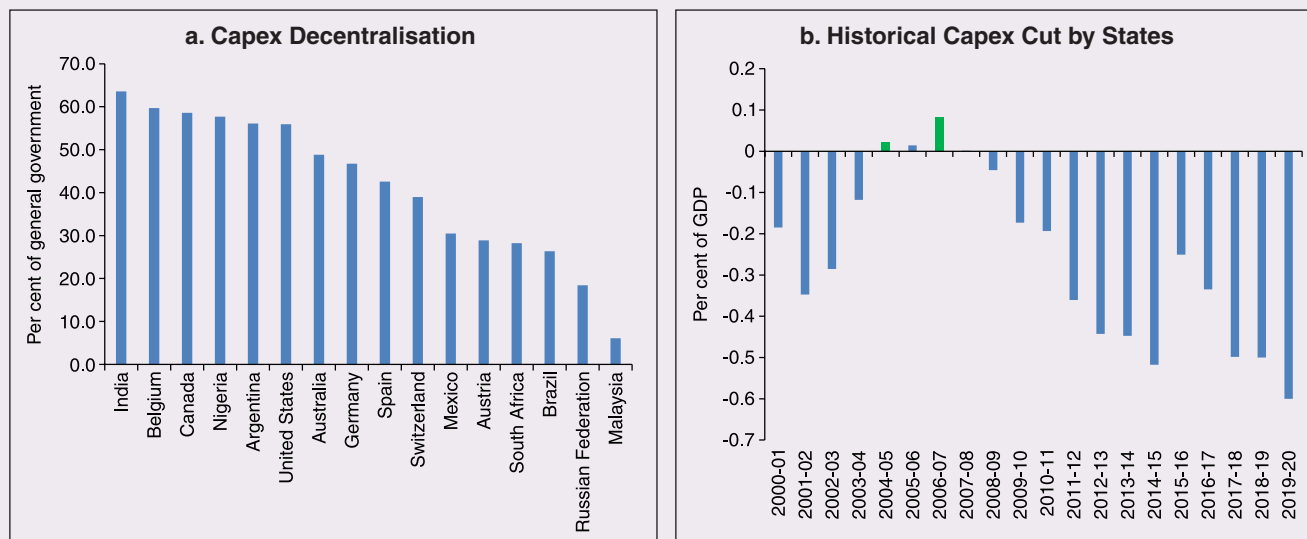 a. Capex Decentralisation
Per cent of general government
70.0
60.0
50.0
40.0
30.0
20.0
10.0
0.0
India
Belgium
Canada
Nigeria
Argentina
United States
Australia
Germany
Spain
Switzerland
Mexico
Austria
South Africa
Brazil
Russian Federation
Malaysia
b. Historical Capex Cut by States
Per cent of GDP
0.2
0.1
0
-0.1
-0.2
-0.3
-0.4
-0.5
-0.6
-0.7
2000-01
2001-02
2002-03
2003-04
2004-05
2005-06
2006-07
2007-08
2008-09
2009-10
2010-11
2011-12
2012-13
2013-14
2014-15
2015-16
2016-17
2017-18
2018-19
2019-20